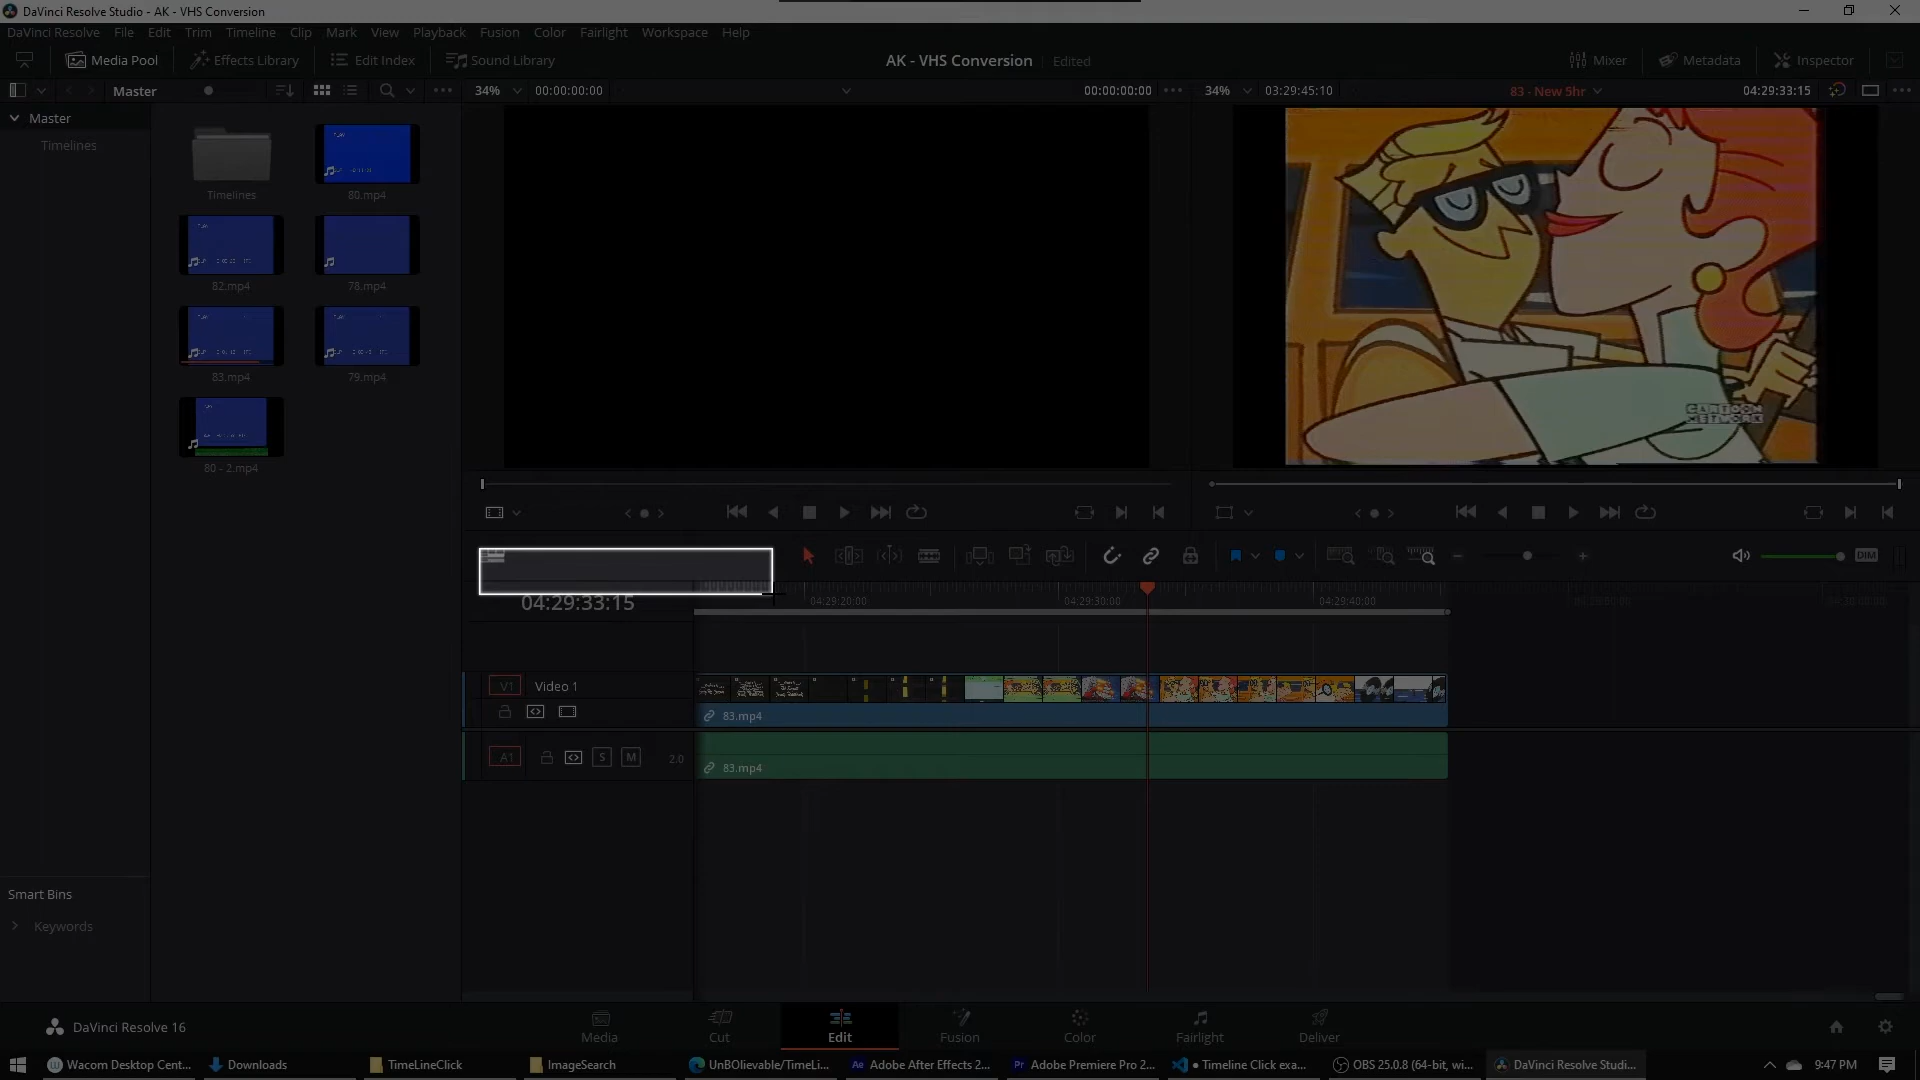 DaVinci Resolve Studio - AK - VHS Conversion
DaVinci Resolve File Edit Trim Timeline Clip Mark View Playback Fusion Color Fairlight Workspace Help
Media Pool Effects Library Edit Index Sound Library AK - VHS Conversion Edited Mixer Metadata Inspector
Master 34% 00:00:00:00 00:00:00:00 34% 03:29:45:10 83 - New 5hr 04:29:33:15
Master
Timelines
Timelines 80.mp4
82.mp4 78.mp4
83.mp4 79.mp4
80 - 2.mp4
CARTOON
NETWORK
DIM
04:29:33:15 04:29:20:00 04:29:30:00 04:29:40:00
V1 Video 1
83.mp4
A1 S M 2.0
83.mp4
Smart Bins
Keywords
DaVinci Resolve 16 Media Cut Edit Fusion Color Fairlight Deliver
Wacom Desktop Cent... Downloads TimeLineClick ImageSearch UnBOlievable/TimeLi... Ae Adobe After Effects 2... Pr Adobe Premiere Pro 2... • Timeline Click exa... OBS 25.0.8 (64-bit, wi... DaVinci Resolve Studi... 9:47 PM